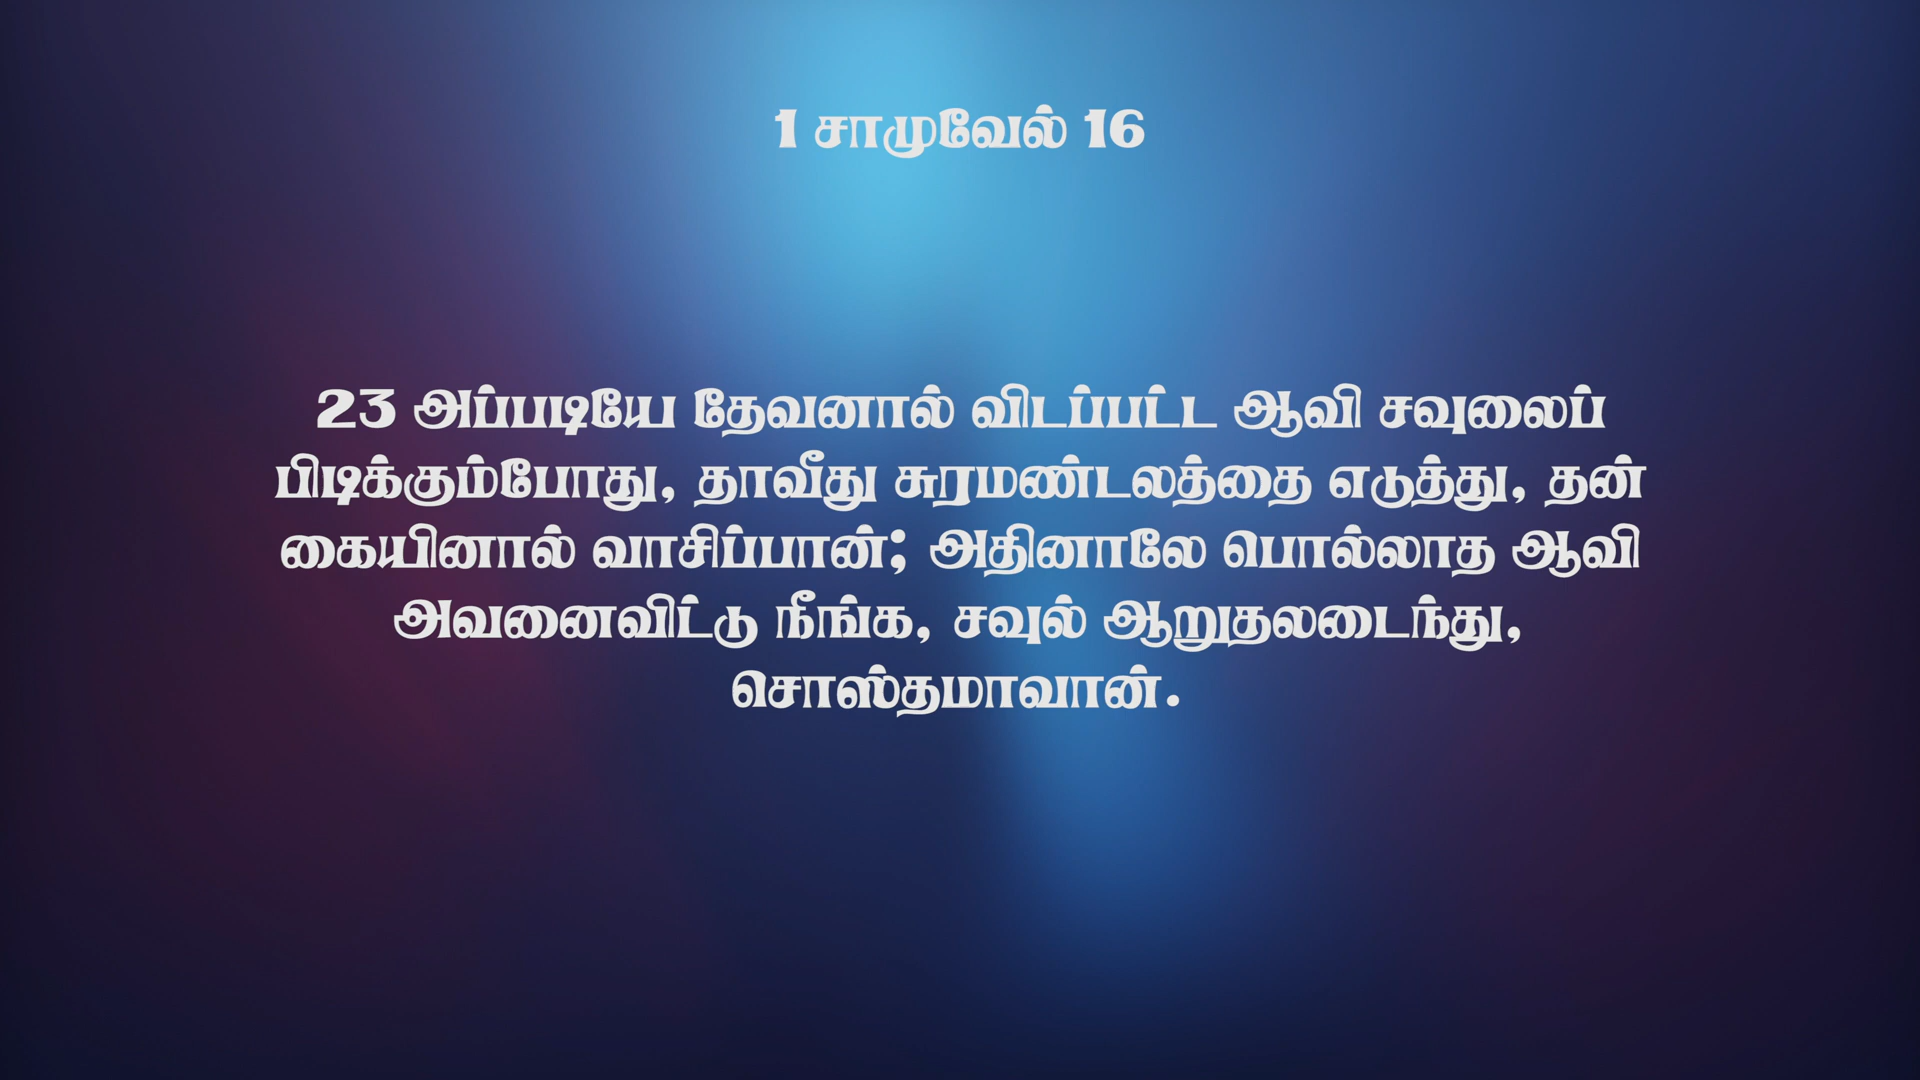 1 சாமுவேல் 16
23 அப்படியே தேவனால் விடப்பட்ட ஆவி சவுலைப்
பிடிக்கும்போது, தாவீது சுரமண்டலத்தை எடுத்து, தன்
கையினால் வாசிப்பான்; அதினாலே பொல்லாத ஆவி
அவனைவிட்டு நீங்க, சவுல் ஆறுதலடைந்து,
சொஸ்தமாவான்.